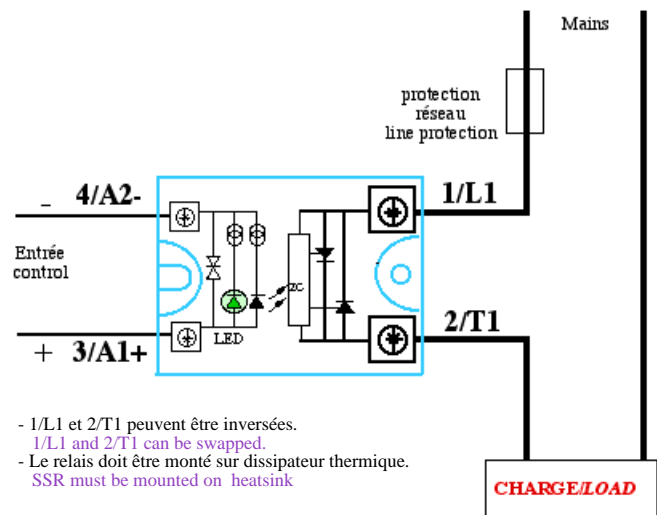 Mains
protection
réseau
line protection
- 4/A2-
1/L1
Entrée
control
ZC
2/T1
+ 3/A1+
LED
- 1/L1 et 2/T1 peuvent être inversées.
1/L1 and 2/T1 can be swapped.
- Le relais doit être monté sur dissipateur thermique.
SSR must be mounted on heatsink
CHARGE/LOAD